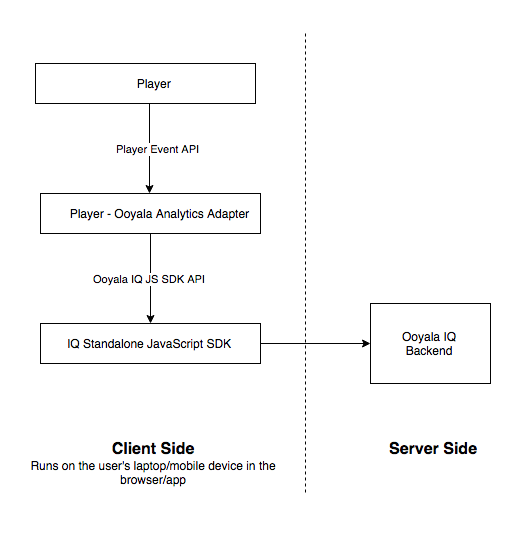 Player
Player Event API
Player - Ooyala Analytics Adapter
Ooyala IQ JS SDK API
IQ Standalone JavaScript SDK
Ooyala IQ
Backend
Client Side
Runs on the user's laptop/mobile device in the
browser/app
Server Side